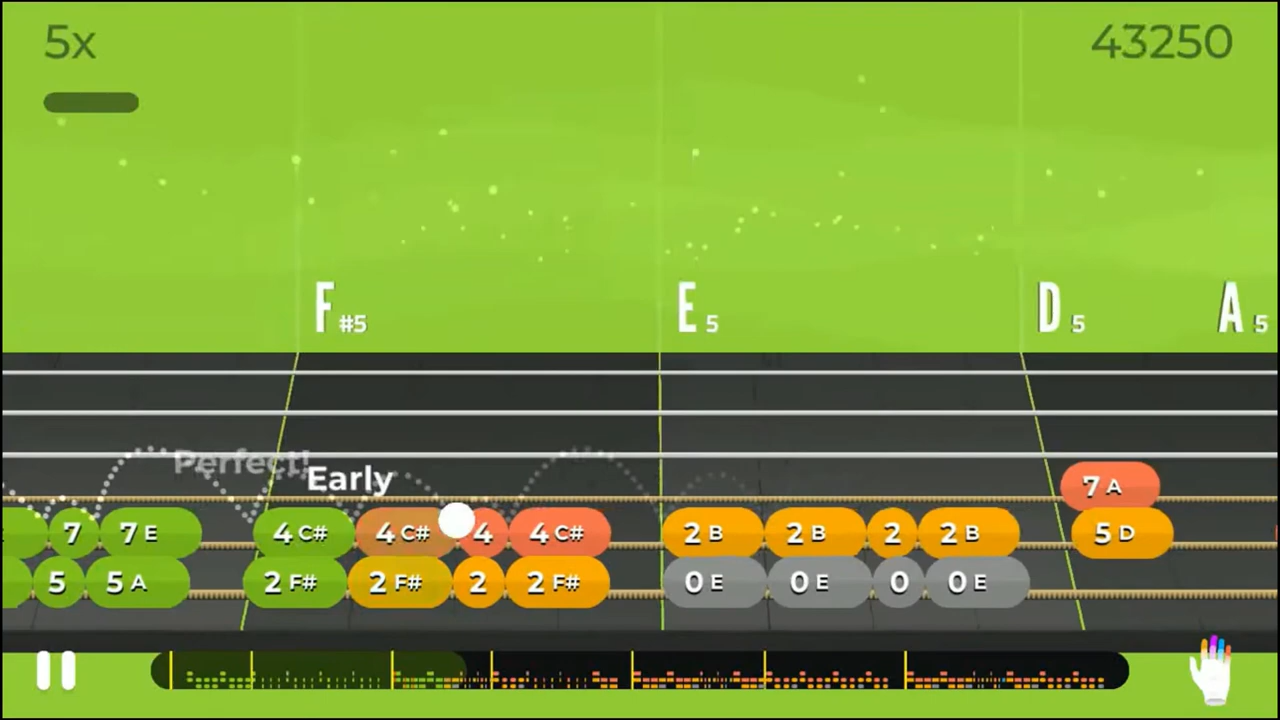 5x 43250
F#5 E5 D5 A5
Perfect!
Early
7 A
7 7 E 4 C# 4 C# 4 4 C# 2 B 2 B 2 2 B 5 D
5 5 A 2 F# 2 F# 2 2 F# 0 E 0 E 0 0 E